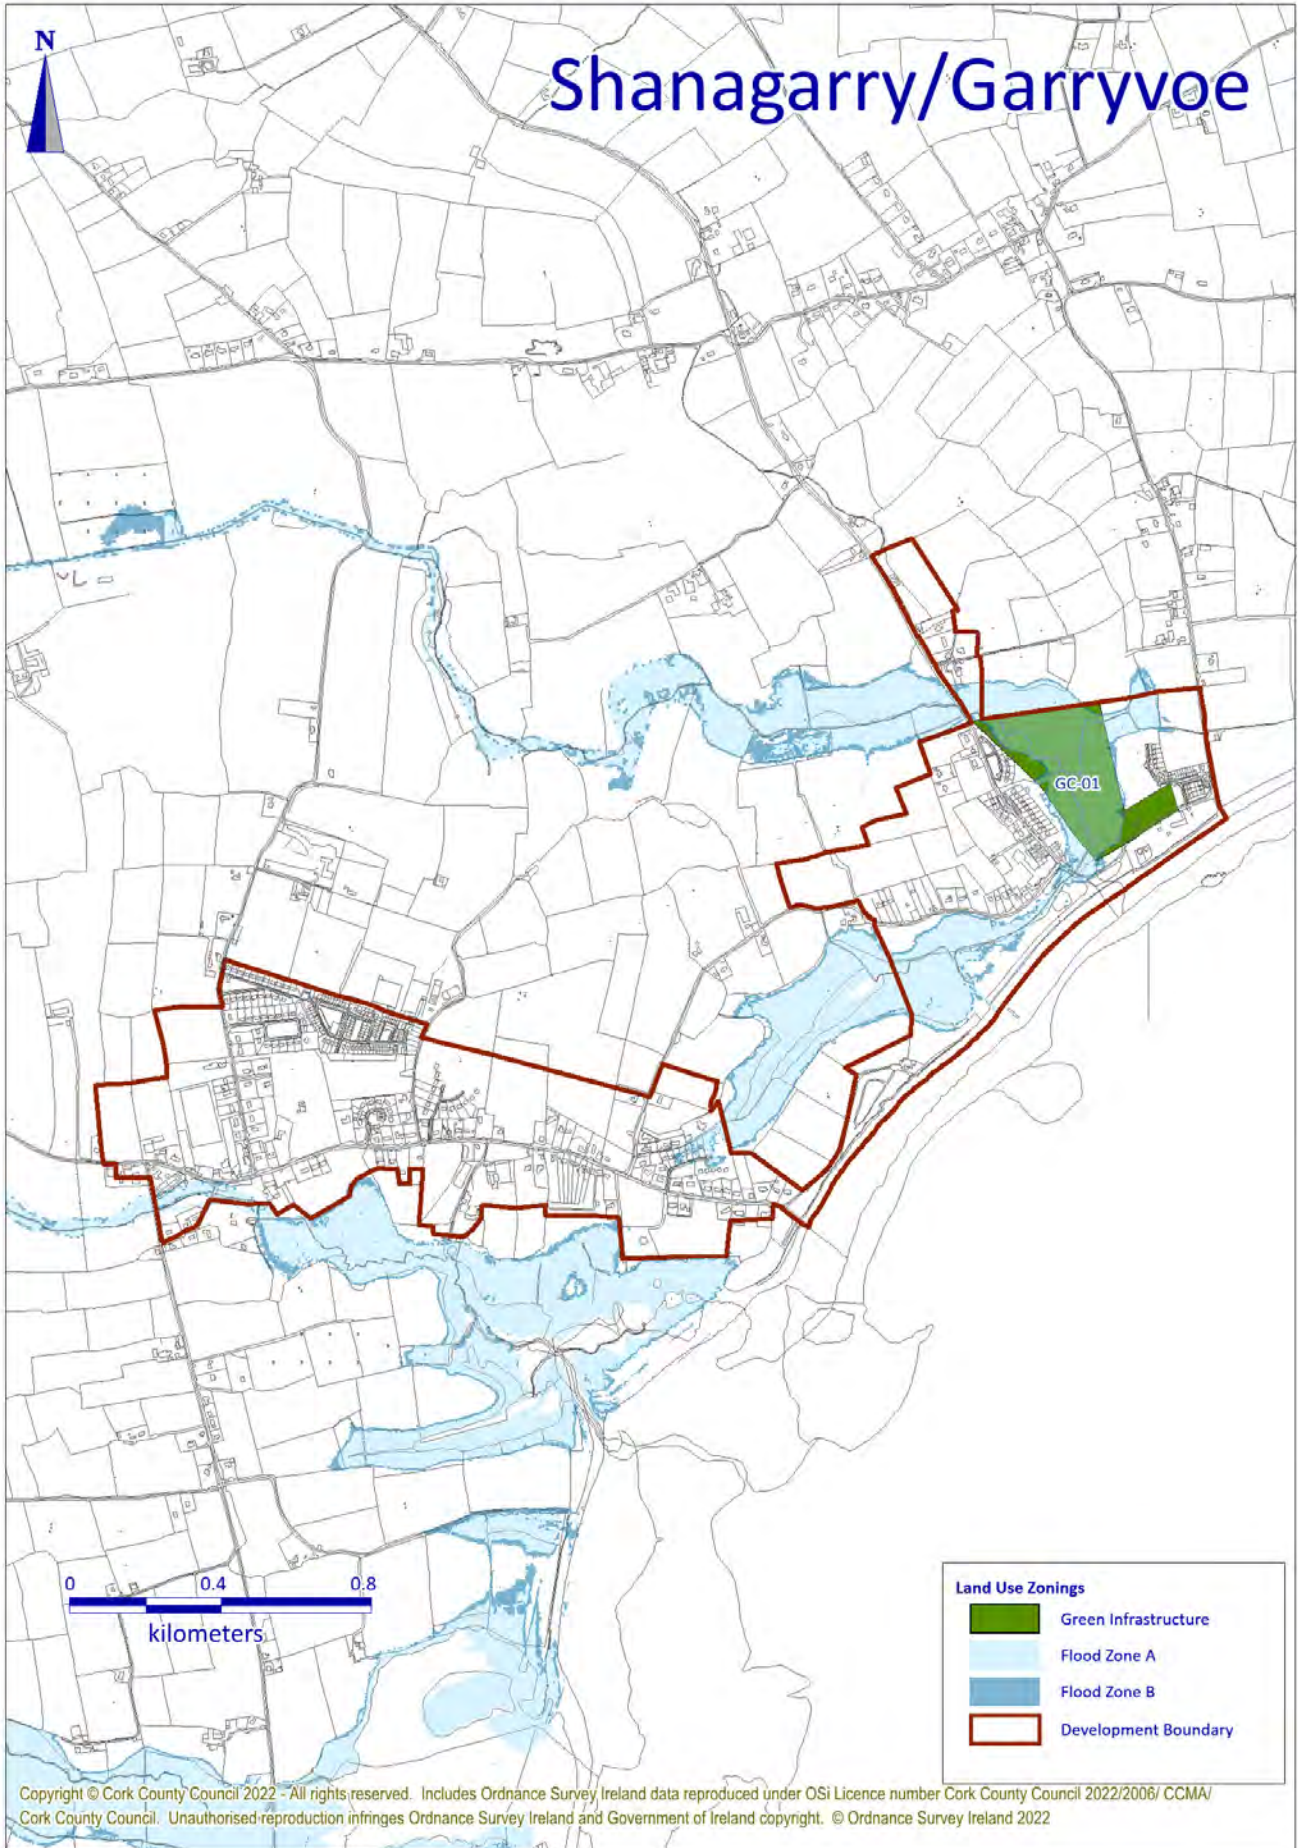 N
Shanagarry/Garryvoe
GC-01
0 0.4 0.8
kilometers
Land Use Zonings
Green Infrastructure
Flood Zone A
Flood Zone B
Development Boundary
Copyright © Cork County Council 2022 - All rights reserved. Includes Ordnance Survey Ireland data reproduced under OSi Licence number Cork County Council 2022/2006/ CCMA/
Cork County Council. Unauthorised reproduction infringes Ordnance Survey Ireland and Government of Ireland copyright. © Ordnance Survey Ireland 2022